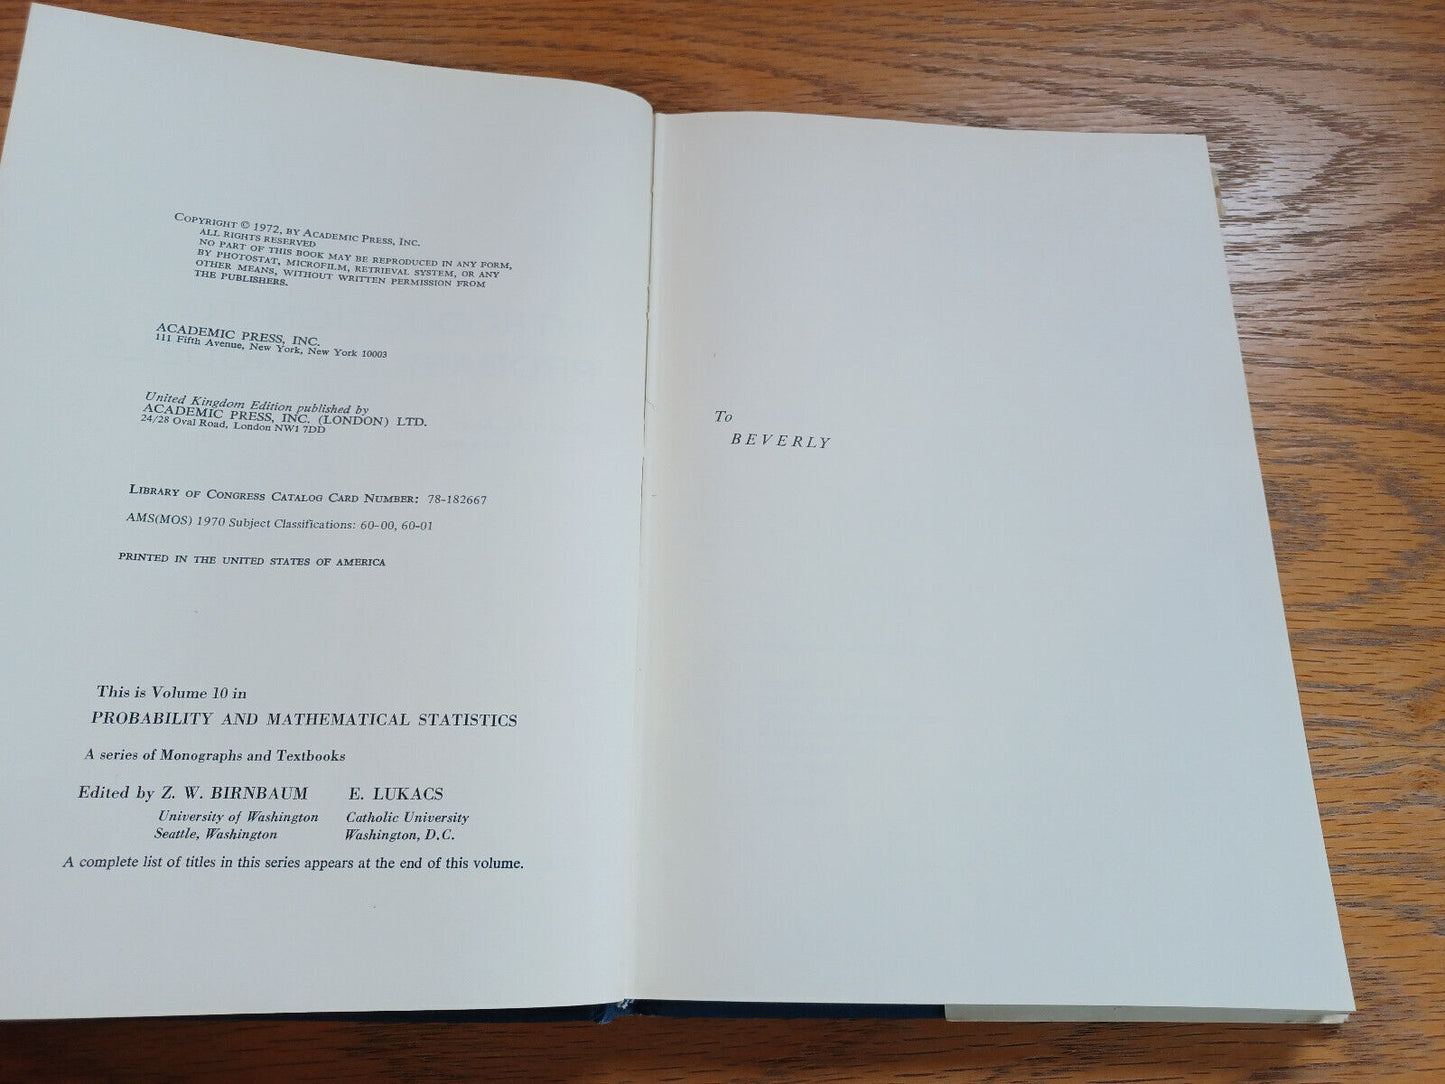 COPYRIGHT © 1972, BY ACADEMIC PRESS, INC.
ALL RIGHTS RESERVED
NO PART OF THIS BOOK MAY BE REPRODUCED IN ANY FORM,
BY PHOTOSTAT, MICROFILM, RETRIEVAL SYSTEM, OR ANY
OTHER MEANS, WITHOUT WRITTEN PERMISSION FROM
THE PUBLISHERS.
ACADEMIC PRESS, INC.
111 Fifth Avenue, New York, New York 10003
United Kingdom Edition published by
ACADEMIC PRESS, INC. (LONDON) LTD.
24/28 Oval Road, London NW1 7DD
LIBRARY OF CONGRESS CATALOG CARD NUMBER: 78-182667
AMS(MOS) 1970 Subject Classifications: 60-00, 60-01
PRINTED IN THE UNITED STATES OF AMERICA
This is Volume 10 in
PROBABILITY AND MATHEMATICAL STATISTICS
A series of Monographs and Textbooks
Edited by Z. W. BIRNBAUM E. LUKACS
University of Washington Catholic University
Seattle, Washington Washington, D.C.
A complete list of titles in this series appears at the end of this volume.
To
BEVERLY